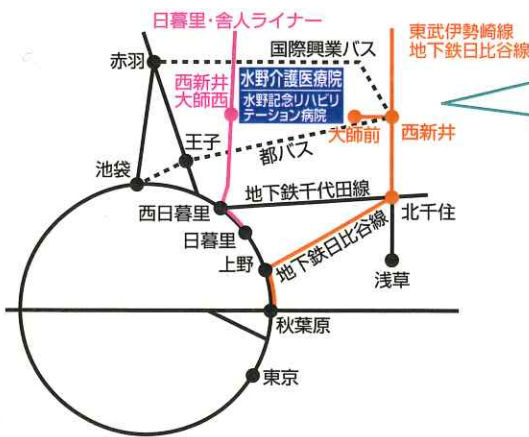 日暮里・舎人ライナー
東武伊勢崎線
地下鉄日比谷線
国際興業バス
赤羽
西新井
大師西
水野介護医療院
水野記念リハビリ
テーション病院
大師前
西新井
王子
都バス
池袋
地下鉄千代田線
西日暮里
北千住
日暮里
地下鉄日比谷線
上野
浅草
秋葉原
東京